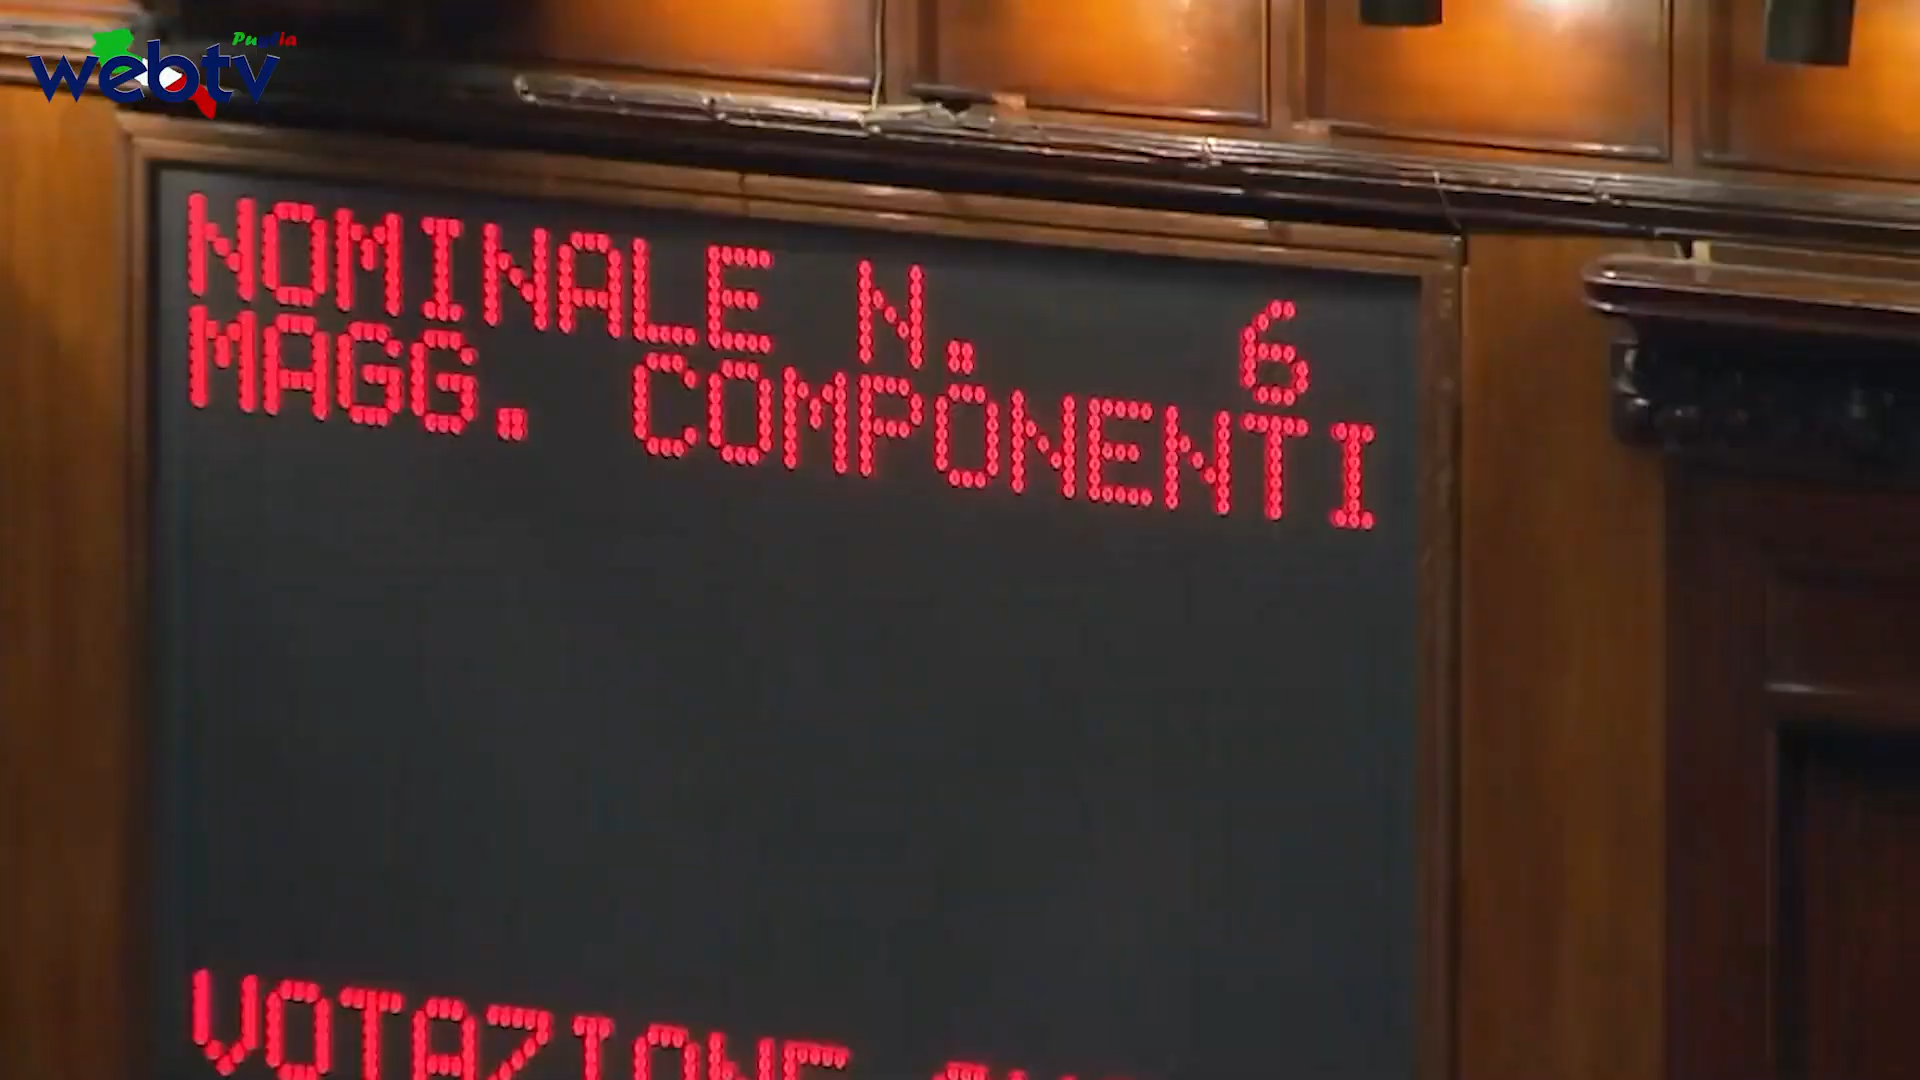 Puglia
webtv
NOMINALE N. 6
MAGG. COMPONENTI
VOTAZIONE